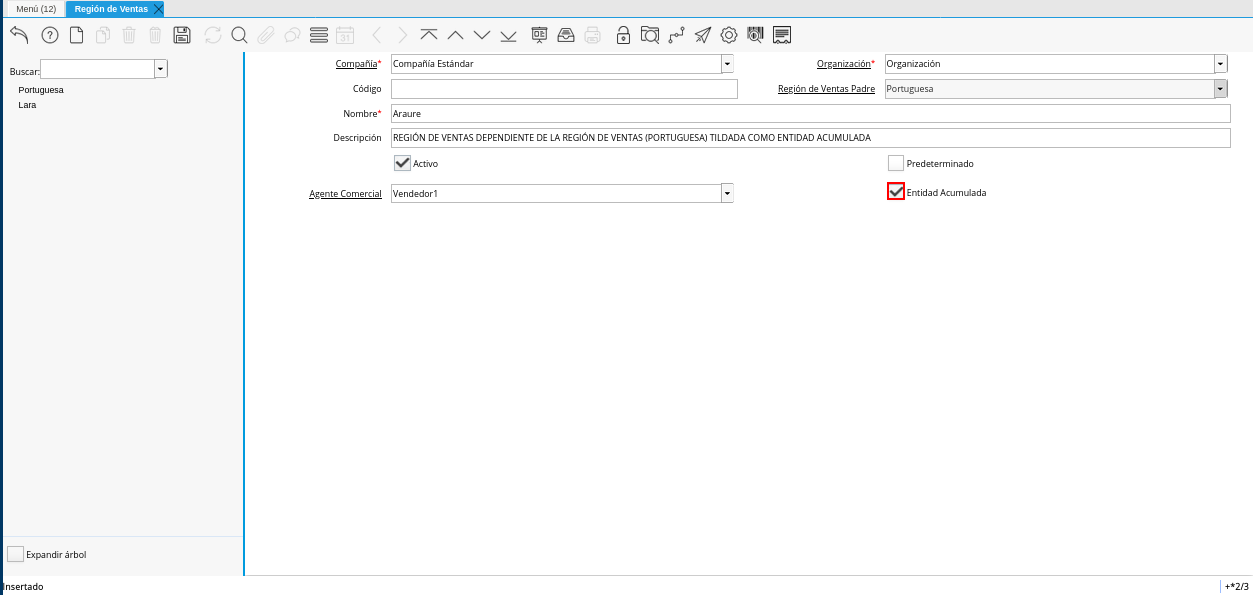 Menú (12) Región de Ventas
31
Buscar:
Portuguesa
Lara
Compañía* Compañía Estándar Organización* Organización
Código Región de Ventas Padre Portuguesa
Nombre* Araure
Descripción REGIÓN DE VENTAS DEPENDIENTE DE LA REGIÓN DE VENTAS (PORTUGUESA) TILDADA COMO ENTIDAD ACUMULADA
Activo Predeterminado
Agente Comercial Vendedor1 Entidad Acumulada
Expandir árbol
Insertado +*2/3